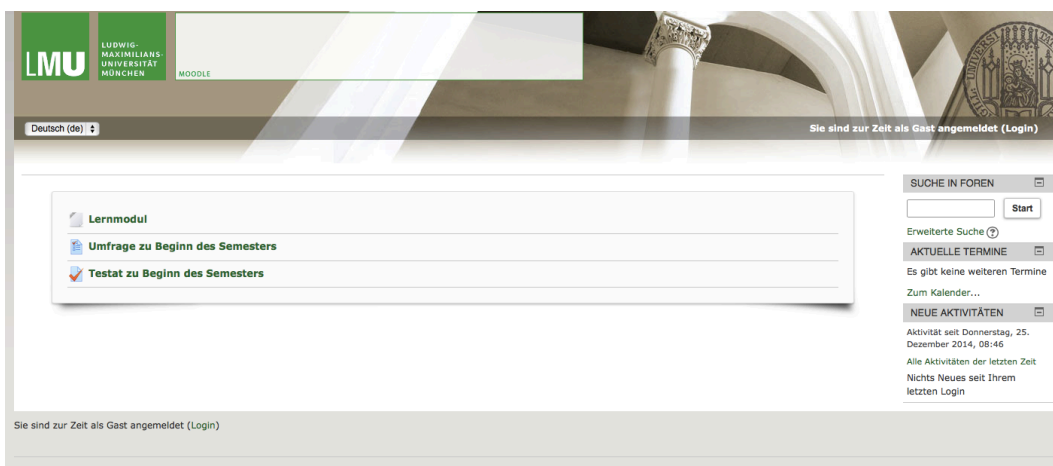 LMU
LUDWIG-
MAXIMILIANS-
UNIVERSITÄT
MÜNCHEN
MOODLE
Deutsch (de)
Sie sind zur Zeit als Gast angemeldet (Login)
Lernmodul
Umfrage zu Beginn des Semesters
Testat zu Beginn des Semesters
SUCHE IN FOREN
Start
Erweiterte Suche ?
AKTUELLE TERMINE
Es gibt keine weiteren Termine
Zum Kalender...
NEUE AKTIVITÄTEN
Aktivität seit Donnerstag, 25.
Dezember 2014, 08:46
Alle Aktivitäten der letzten Zeit
Nichts Neues seit Ihrem
letzten Login
Sie sind zur Zeit als Gast angemeldet (Login)